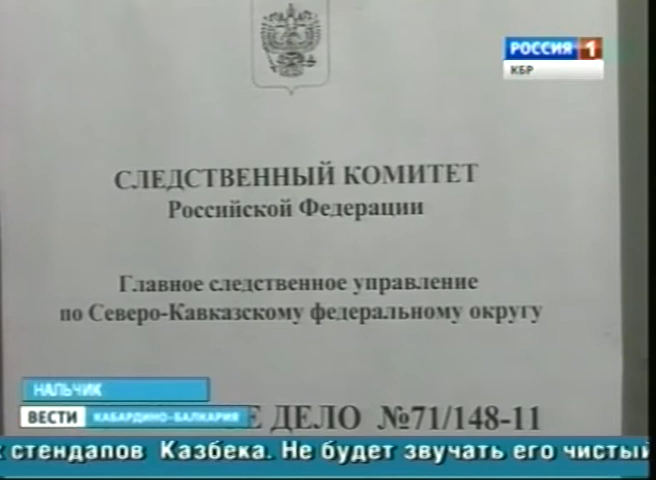 РОССИЯ 1
КБР
СЛЕДСТВЕННЫЙ КОМИТЕТ
Российской Федерации
Главное следственное управление
по Северо-Кавказскому федеральному округу
НАЛЬЧИК
ВЕСТИ КАБАРДИНО-БАЛКАРИЯ
ДЕЛО №71/148-11
стендапов Казбека. Не будет звучать его чистый